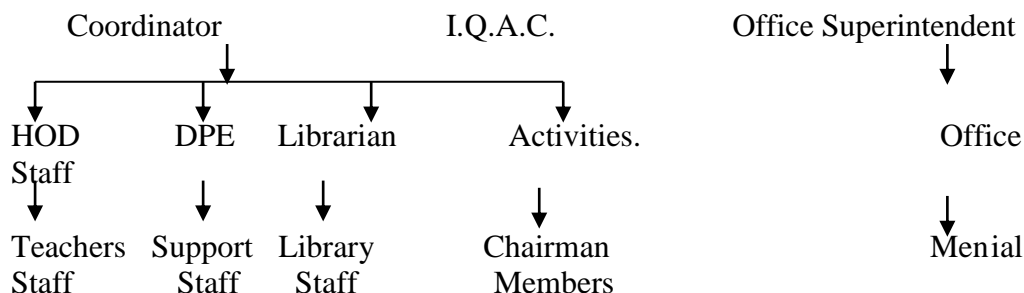 Coordinator I.Q.A.C. Office Superintendent
HOD DPE Librarian Activities. Office
Staff
Teachers Support Library Chairman Menial
Staff Staff Staff Members